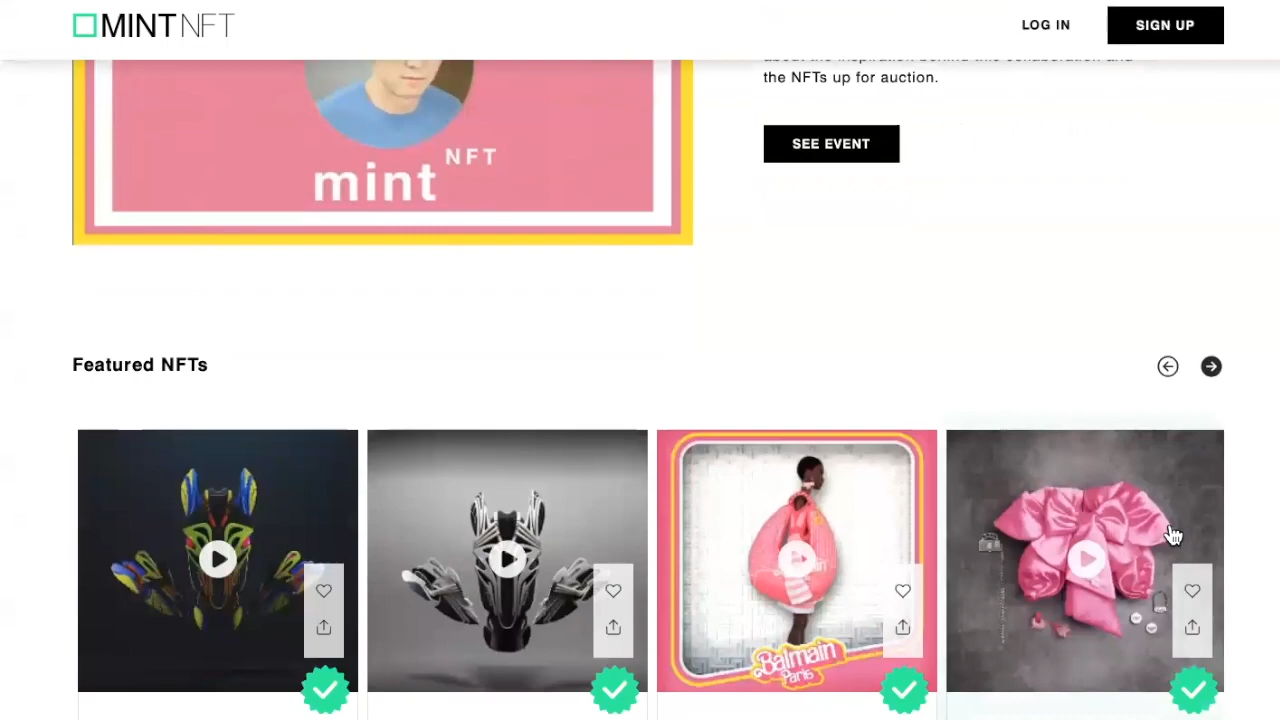 MINT NFT
LOG IN
SIGN UP
the NFTs up for auction.
SEE EVENT
NFT
mint
Featured NFTs
Balmain
Paris